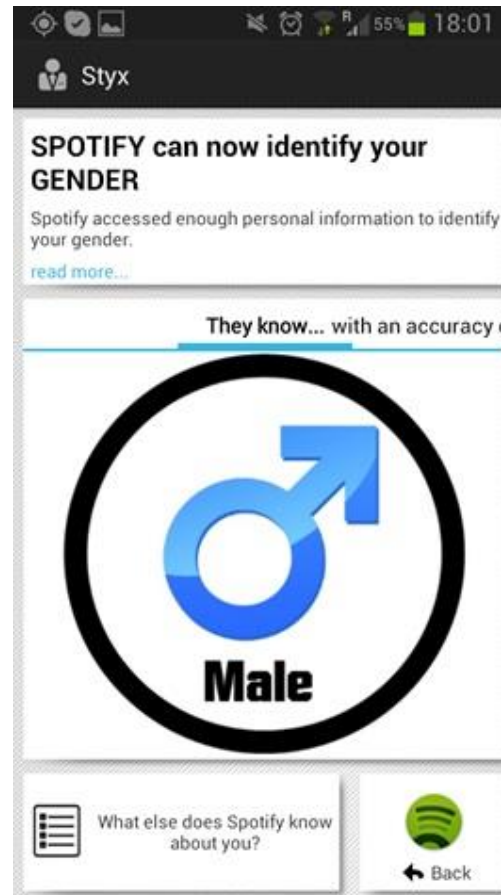 R 55% 18:01
Styx
SPOTIFY can now identify your
GENDER
Spotify accessed enough personal information to identify
your gender.
read more...
They know... with an accuracy
Male
What else does Spotify know
about you?
Back